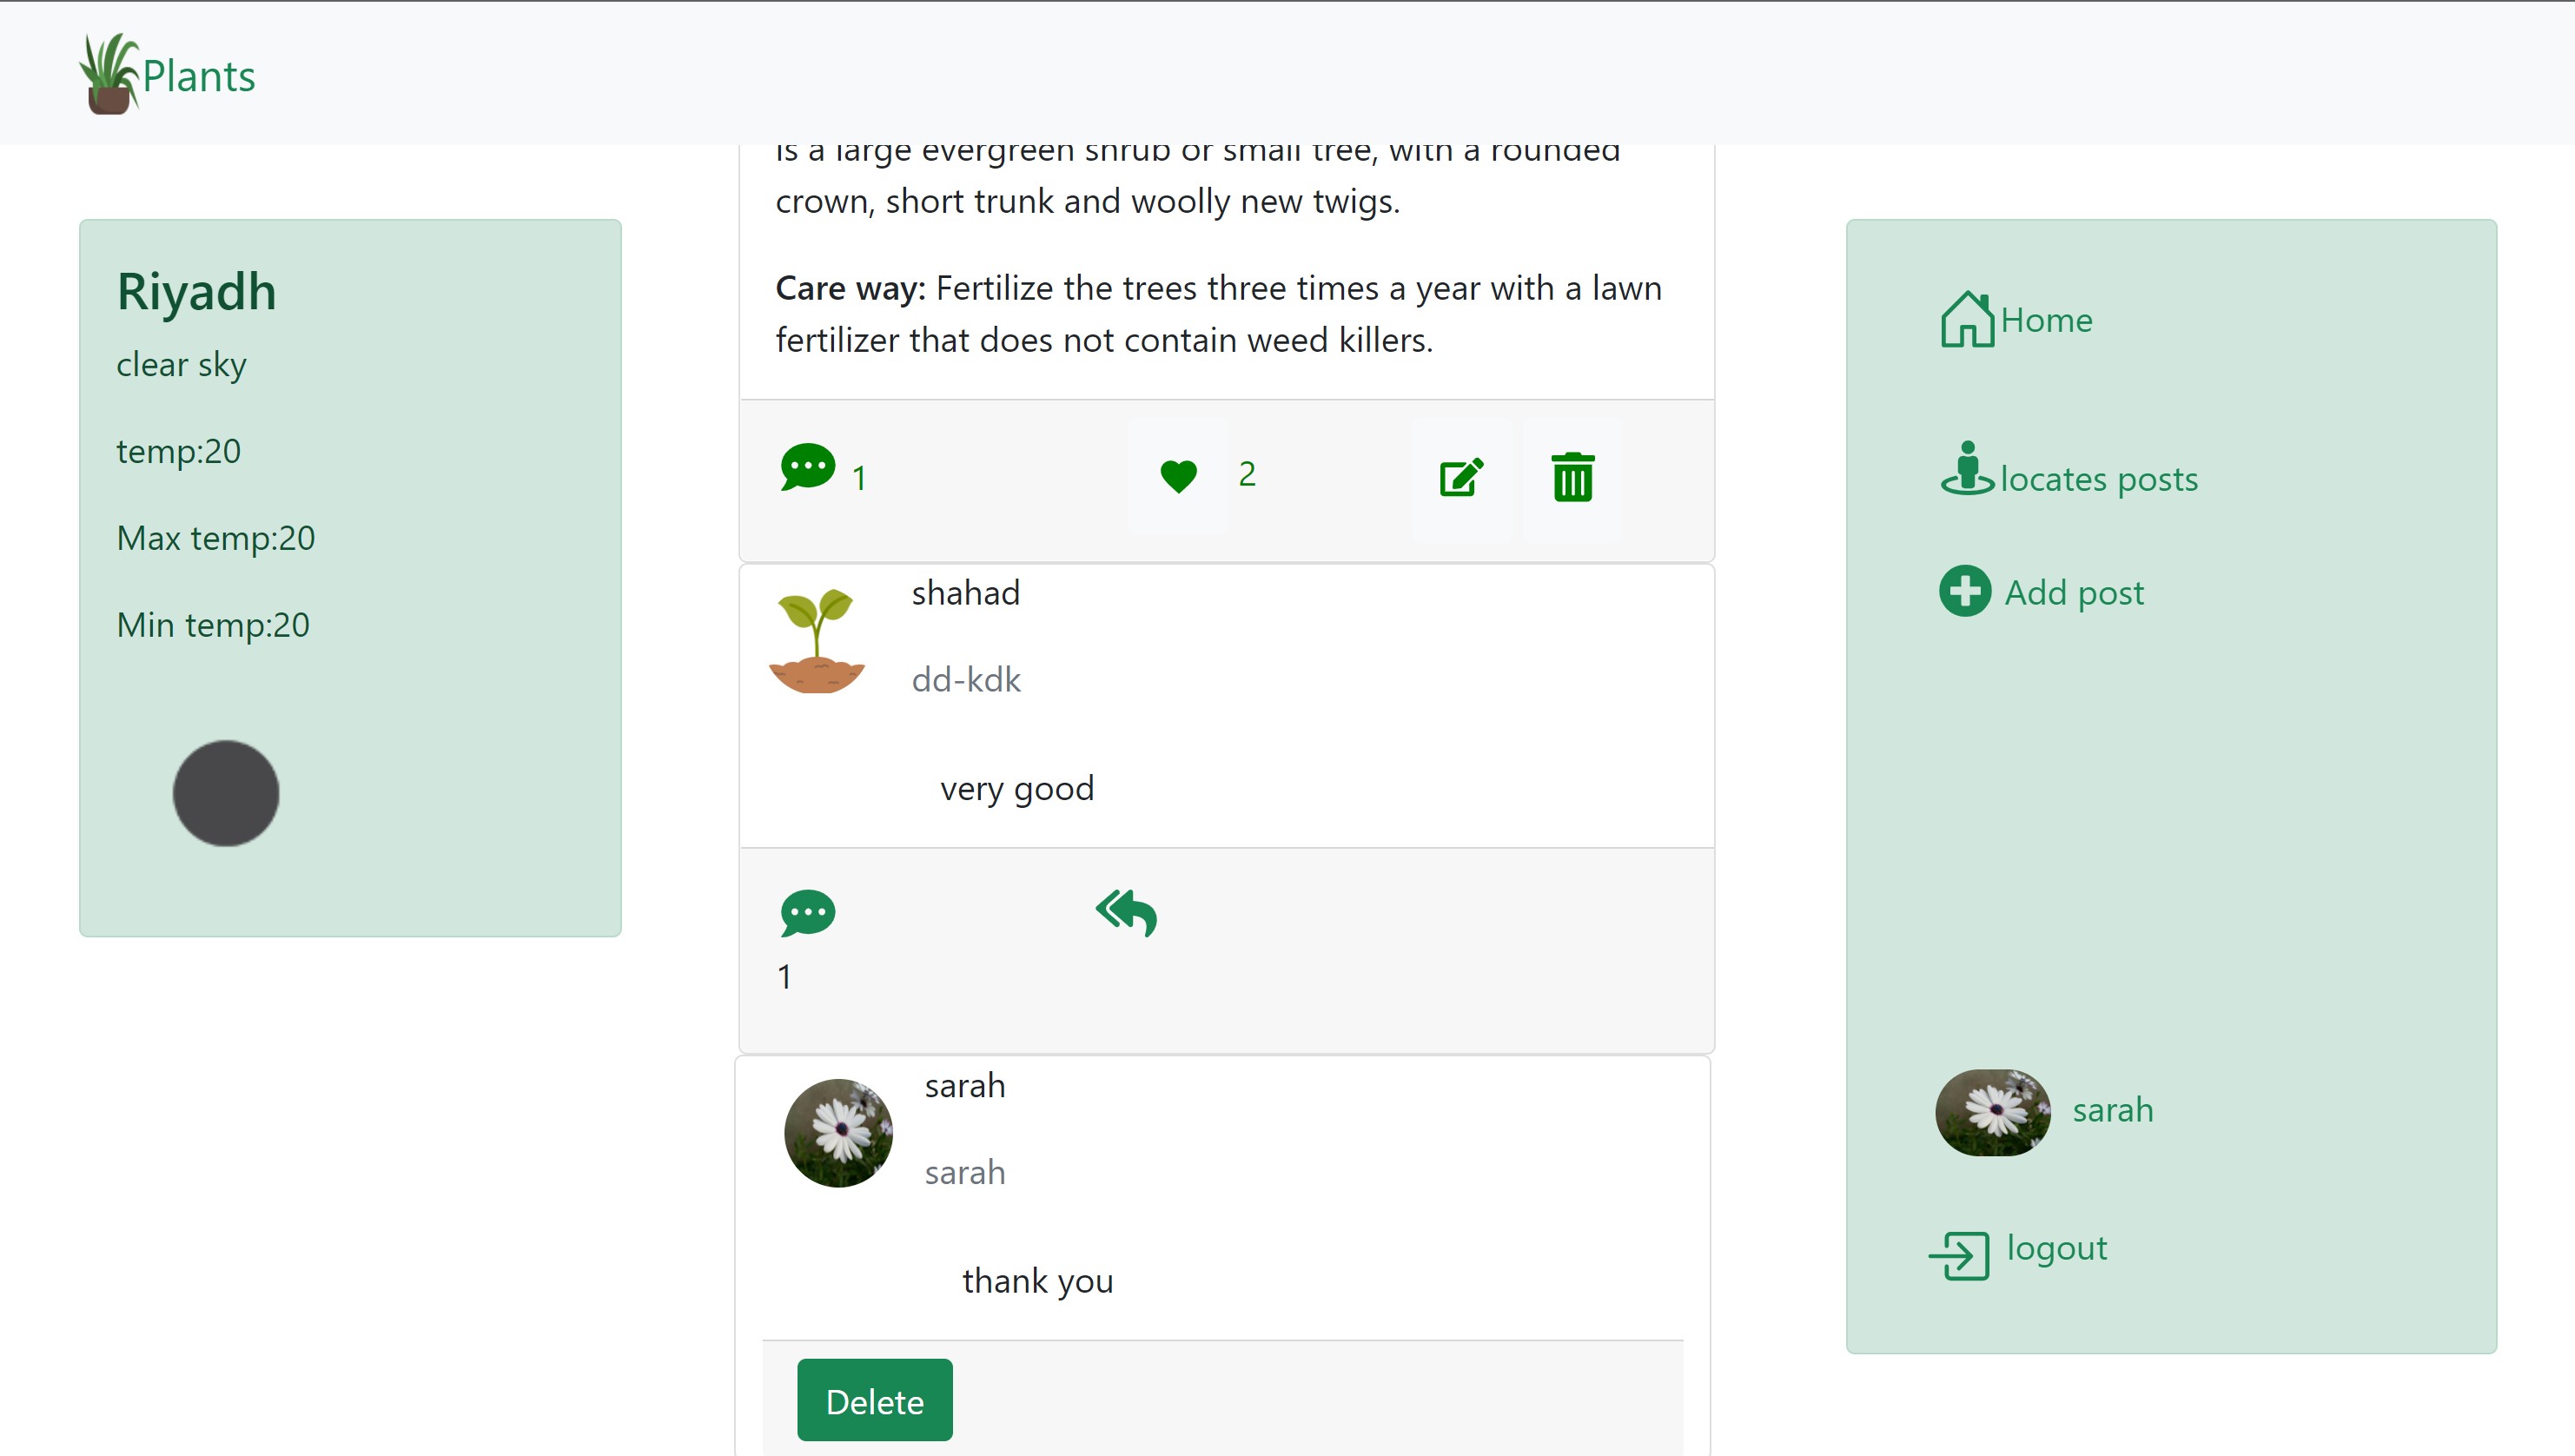 Plants
Riyadh
clear sky
temp:20
Max temp:20
Min temp:20
is a large evergreen shrub or small tree, with a rounded
crown, short trunk and woolly new twigs.
Care way: Fertilize the trees three times a year with a lawn
fertilizer that does not contain weed killers.
1
2
shahad
dd-kdk
very good
1
sarah
sarah
thank you
Delete
Home
locates posts
Add post
sarah
logout